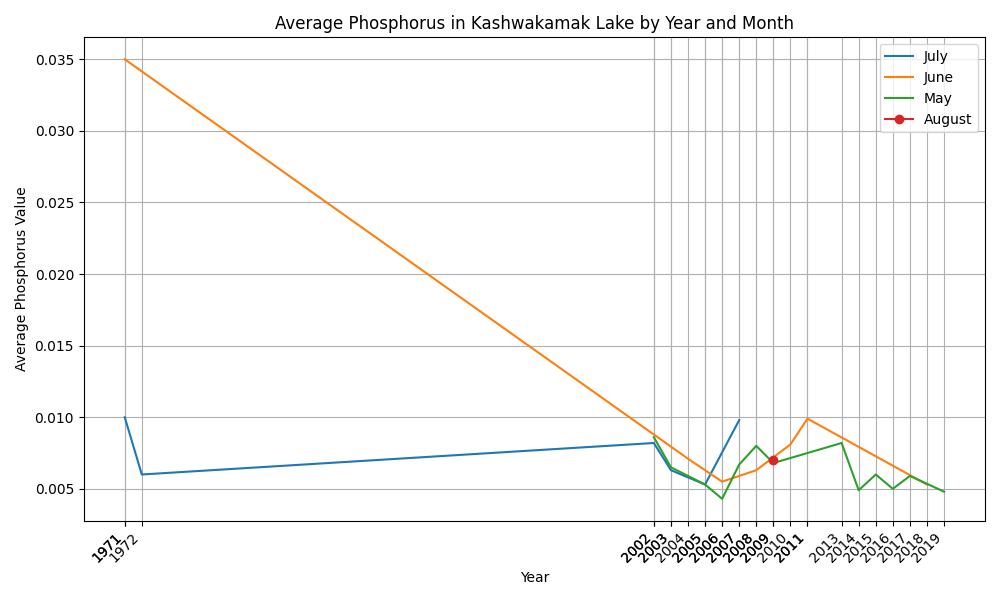 Average Phosphorus in Kashwakamak Lake by Year and Month
July
June
May
August
Average Phosphorus Value
0.035
0.030
0.025
0.020
0.015
0.010
0.005
1971 1972 2002 2003 2004 2005 2006 2007 2008 2009 2010 2011 2013 2014 2015 2016 2017 2018 2019
Year